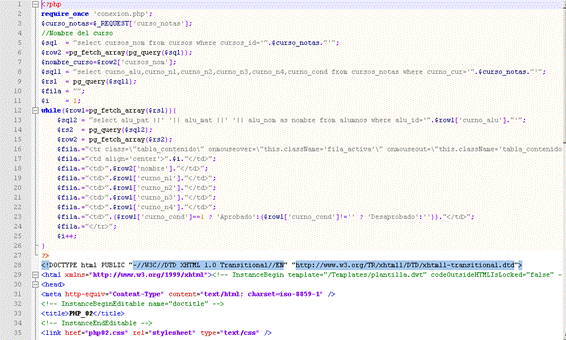 1 <?php
2 require_once 'conexion.php';
3 $curso_notas=$_REQUEST['curso_notas'];
4 //Nombre del curso
5 $sql = "select cursos_nom from cursos where cursos_id='".$curso_notas."'";
6 $row2 =pg_fetch_array(pg_query($sql));
7 $nombre_curso=$row2['cursos_nom'];
8 $sql1 = "select curno_alu,curno_n1,curno_n2,curno_n3,curno_n4,curno_cond from cursos_notas where curno_cur='".$curso_notas."'";
9 $rs1 = pg_query($sql1);
10 $fila = "";
11 $i = 1;
12 while($row1=pg_fetch_array($rs1)){
13 $sql2 = "select alu_pat ||' '|| alu_mat ||' '|| alu_nom as nombre from alumnos where alu_id='".$row1['curno_alu']."'";
14 $rs2 = pg_query($sql2);
15 $row2 = pg_fetch_array($rs2);
16 $fila.="<tr class=\"tabla_contenido\" onmouseover=\"this.className='fila_activa'\" onmouseout=\"this.className='tabla_contenido
17 $fila.="<td align='center'>".$i."</td>";
18 $fila.="<td>".$row2['nombre']."</td>";
19 $fila.="<td>".$row1['curno_n1']."</td>";
20 $fila.="<td>".$row1['curno_n2']."</td>";
21 $fila.="<td>".$row1['curno_n3']."</td>";
22 $fila.="<td>".$row1['curno_n4']."</td>";
23 $fila.="<td>".($row1['curno_cond']==1 ? 'Aprobado':($row1['curno_cond']!='' ? 'Desaprobado':''))."</td>";
24 $fila.="</tr>";
25 $i++;
26 }
27 ?>
28 <!DOCTYPE html PUBLIC "-//W3C//DTD XHTML 1.0 Transitional//EN" "http://www.w3.org/TR/xhtml1/DTD/xhtml1-transitional.dtd">
29 <html xmlns="http://www.w3.org/1999/xhtml"><!-- InstanceBegin template="/Templates/plantilla.dwt" codeOutsideHTMLIsLocked="false" -
30 <head>
31 <meta http-equiv="Content-Type" content="text/html; charset=iso-8859-1" />
32 <!-- InstanceBeginEditable name="doctitle" -->
33 <title>PHP_02</title>
34 <!-- InstanceEndEditable -->
35 <link href="php02.css" rel="stylesheet" type="text/css" />